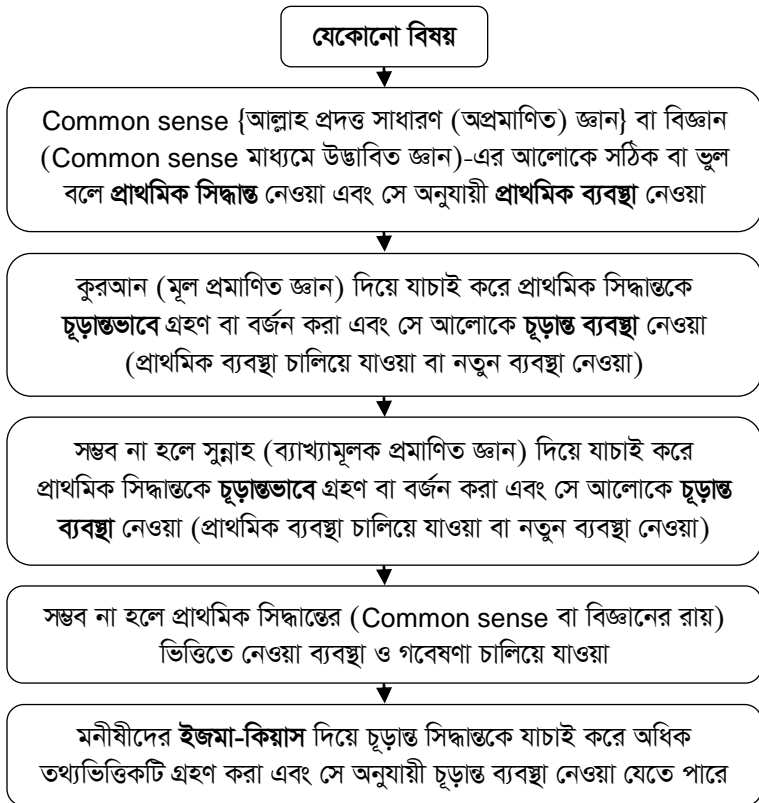 যেকোনো বিষয়
Common sense {আল্লাহ প্রদত্ত সাধারণ (অপ্রমাণিত) জ্ঞান} বা বিজ্ঞান
(Common sense মাধ্যমে উদ্ভাবিত জ্ঞান)-এর আলোকে সঠিক বা ভুল
বলে প্রাথমিক সিদ্ধান্ত নেওয়া এবং সে অনুযায়ী প্রাথমিক ব্যবস্থা নেওয়া
কুরআন (মূল প্রমাণিত জ্ঞান) দিয়ে যাচাই করে প্রাথমিক সিদ্ধান্তকে
চূড়ান্তভাবে গ্রহণ বা বর্জন করা এবং সে আলোকে চূড়ান্ত ব্যবস্থা নেওয়া
(প্রাথমিক ব্যবস্থা চালিয়ে যাওয়া বা নতুন ব্যবস্থা নেওয়া)
সম্ভব না হলে সুন্নাহ (ব্যাখ্যামূলক প্রমাণিত জ্ঞান) দিয়ে যাচাই করে
প্রাথমিক সিদ্ধান্তকে চূড়ান্তভাবে গ্রহণ বা বর্জন করা এবং সে আলোকে চূড়ান্ত
ব্যবস্থা নেওয়া (প্রাথমিক ব্যবস্থা চালিয়ে যাওয়া বা নতুন ব্যবস্থা নেওয়া)
সম্ভব না হলে প্রাথমিক সিদ্ধান্তের (Common sense বা বিজ্ঞানের রায়)
ভিত্তিতে নেওয়া ব্যবস্থা ও গবেষণা চালিয়ে যাওয়া
মনীষীদের ইজমা-কিয়াস দিয়ে চূড়ান্ত সিদ্ধান্তকে যাচাই করে অধিক
তথ্যভিত্তিকটি গ্রহণ করা এবং সে অনুযায়ী চূড়ান্ত ব্যবস্থা নেওয়া যেতে পারে